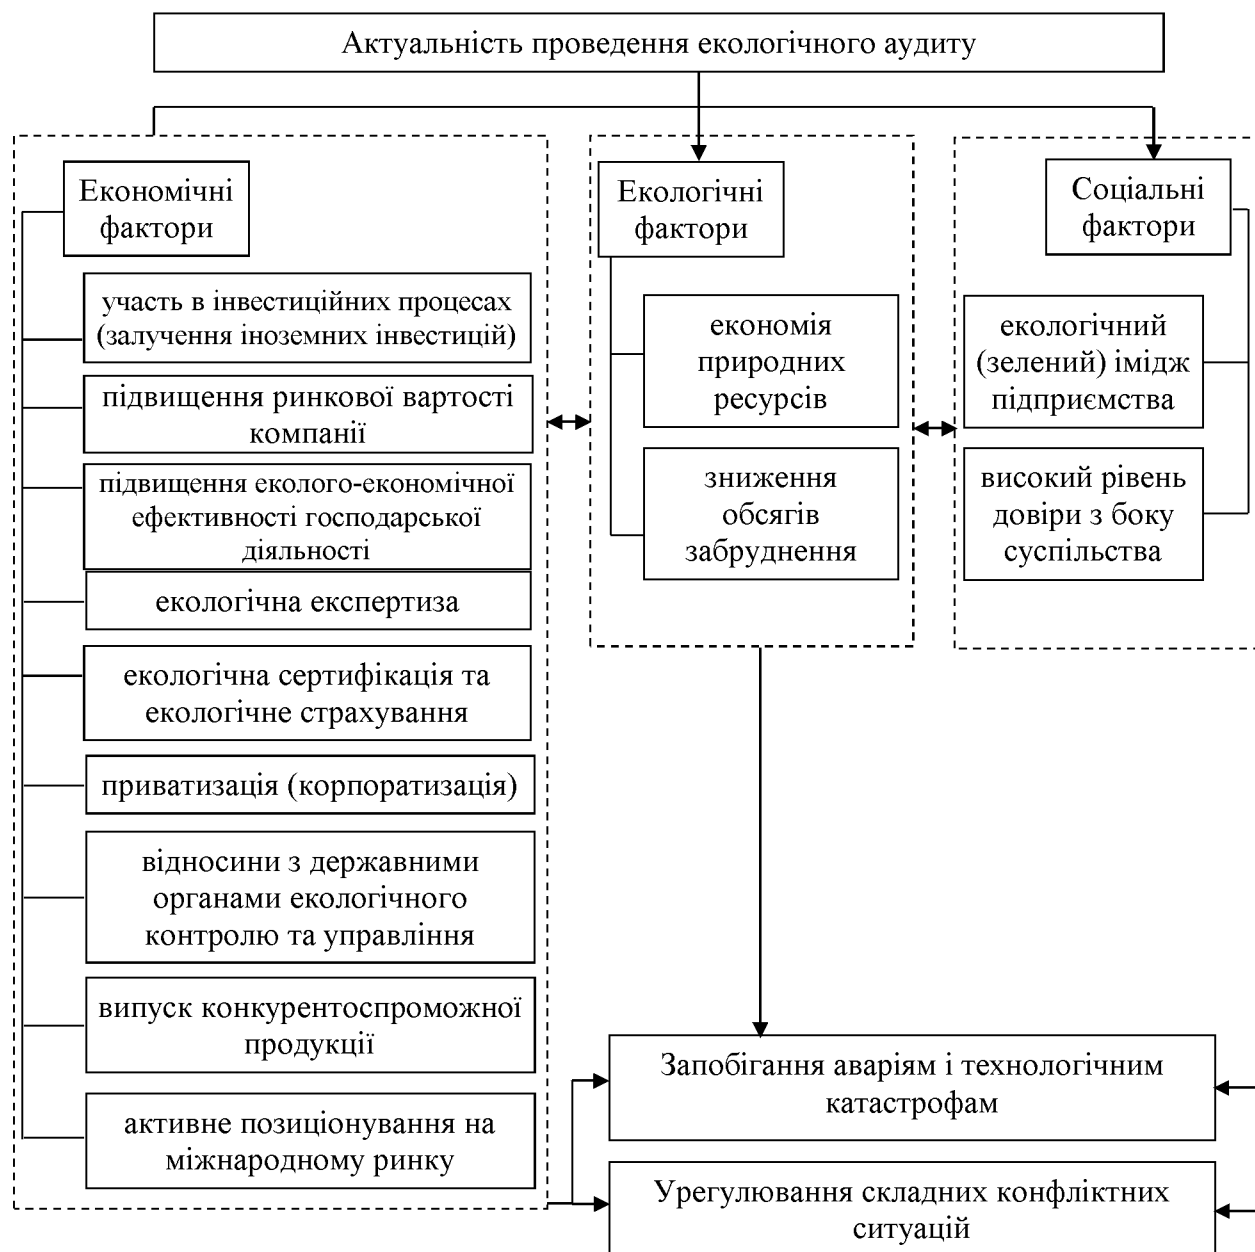 Актуальність проведення екологічного аудиту
Економічні
фактори
участь в інвестиційних процесах
(залучення іноземних інвестицій)
підвищення ринкової вартості
компанії
підвищення еколого-економічної
ефективності господарської
діяльності
екологічна експертиза
екологічна сертифікація та
екологічне страхування
приватизація (корпоратизація)
відносини з державними
органами екологічного
контролю та управління
випуск конкурентоспроможної
продукції
активне позиціонування на
міжнародному ринку
Екологічні
фактори
економія
природних
ресурсів
зниження
обсягів
забруднення
Соціальні
фактори
екологічний
(зелений) імідж
підприємства
високий рівень
довіри з боку
суспільства
Запобігання аваріям і технологічним
катастрофам
Урегулювання складних конфліктних
ситуацій